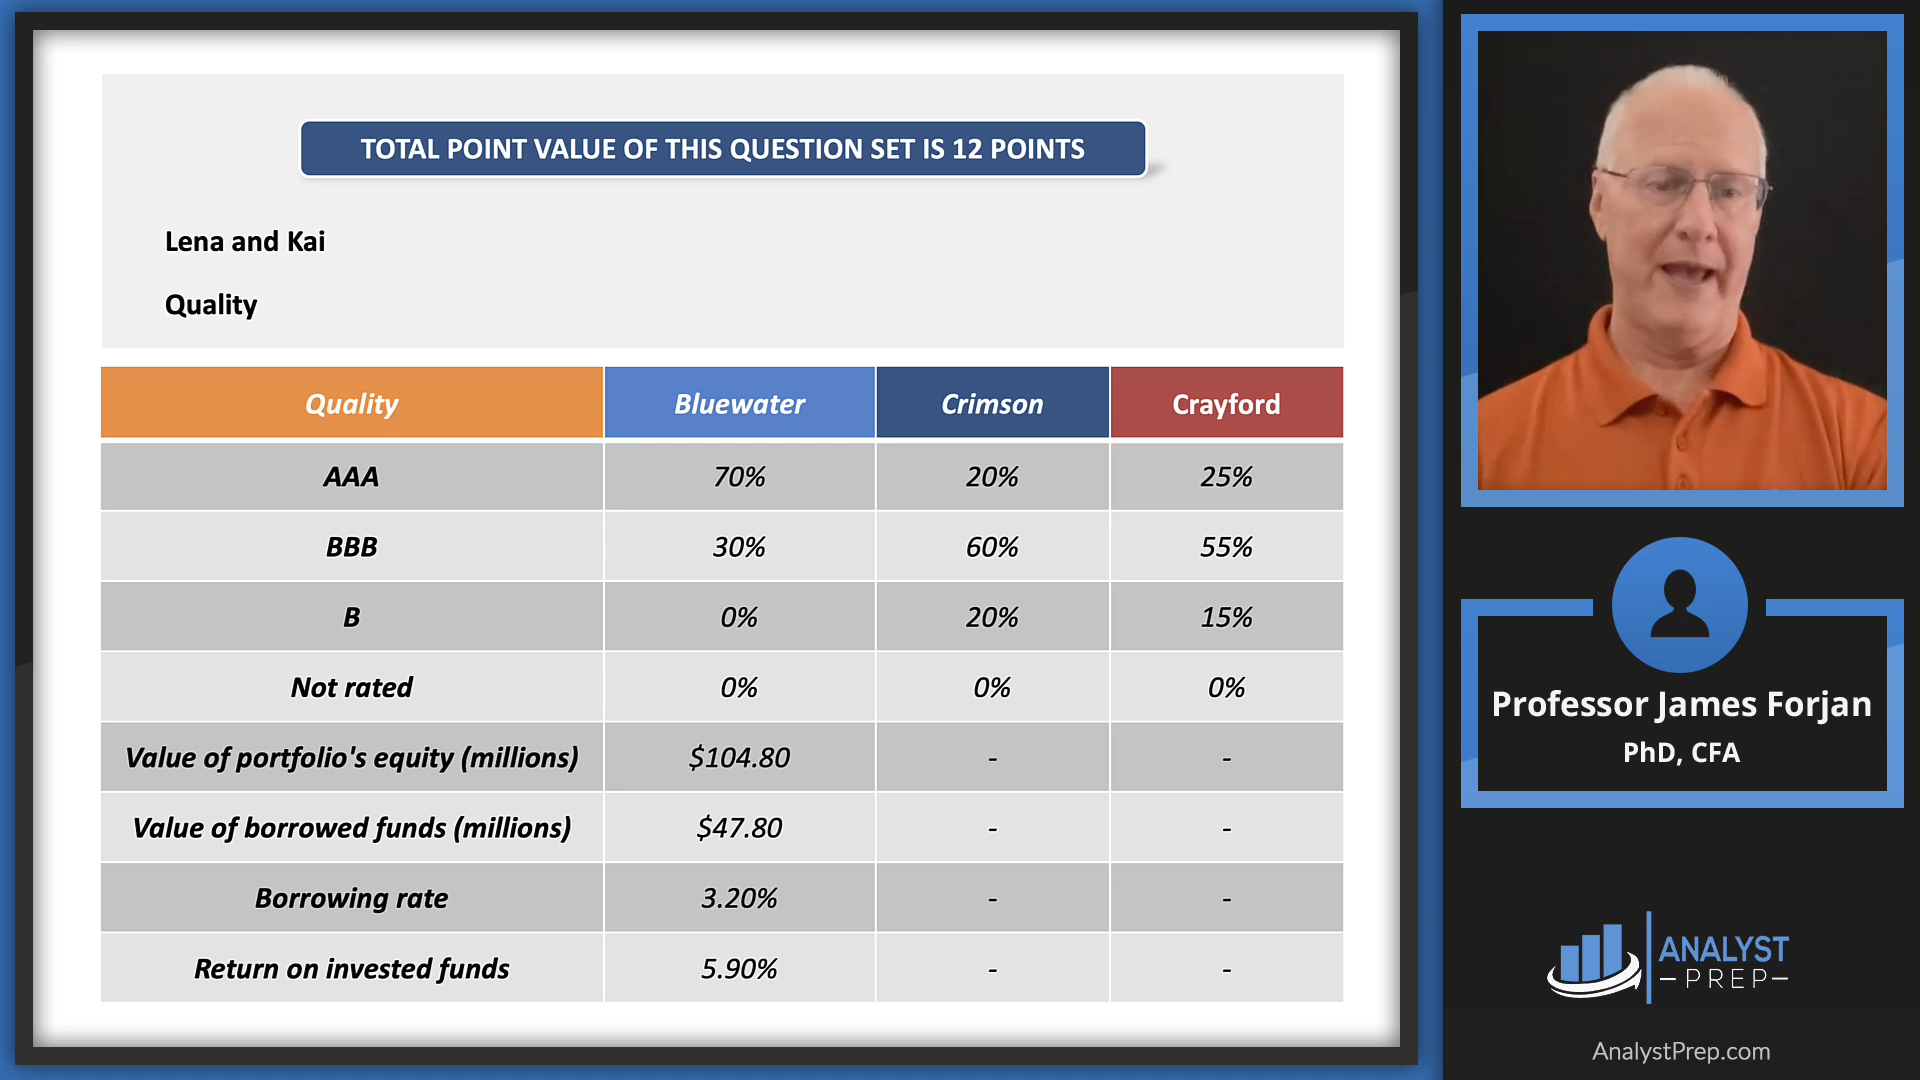 TOTAL POINT VALUE OF THIS QUESTION SET IS 12 POINTS
Lena and Kai
Quality
Quality Bluewater Crimson Crayford
AAA 70% 20% 25%
BBB 30% 60% 55%
B 0% 20% 15%
Not rated 0% 0% 0%
Value of portfolio's equity (millions) $104.80 - -
Value of borrowed funds (millions) $47.80 - -
Borrowing rate 3.20% - -
Return on invested funds 5.90% - -
Professor James Forjan
PhD, CFA
ANALYST
PREP
AnalystPrep.com